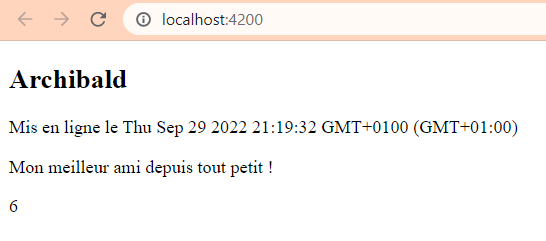 localhost:4200
Archibald
Mis en ligne le Thu Sep 29 2022 21:19:32 GMT+0100 (GMT+01:00)
Mon meilleur ami depuis tout petit !
6